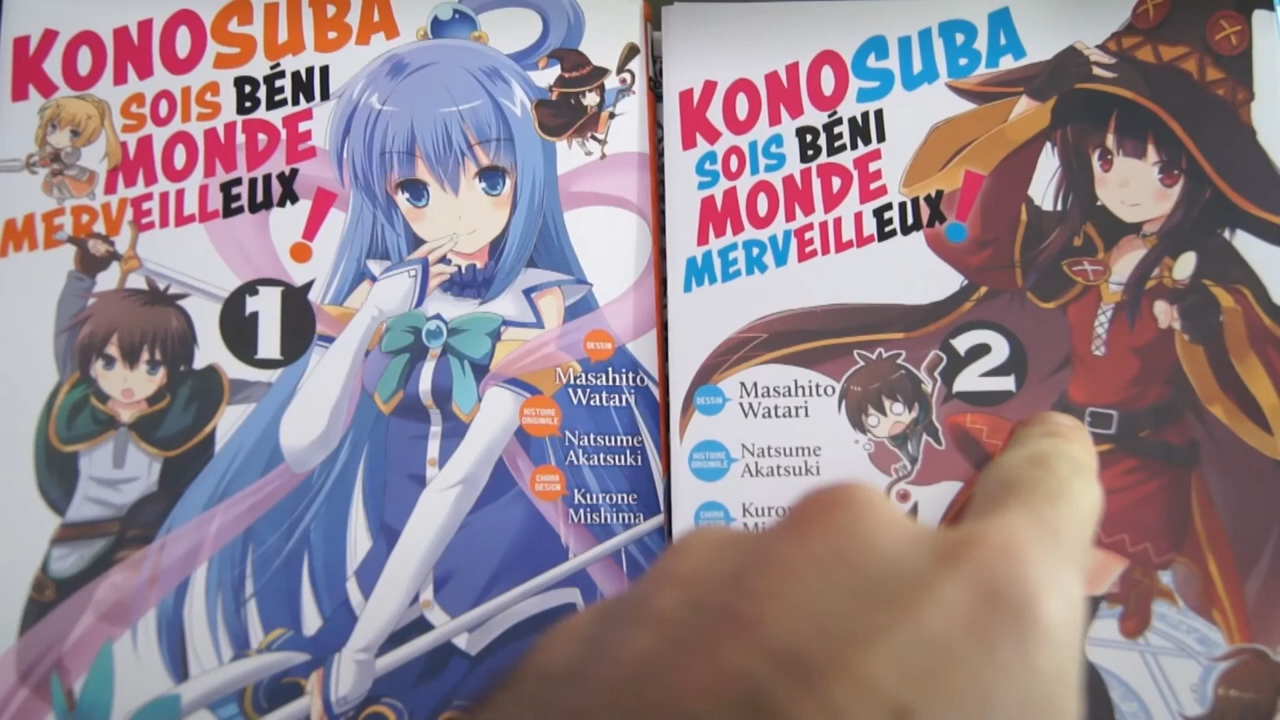 KONOSUBA
SOIS BÉNI
MONDE
MERVEILLEUX
!
1
DESSIN
Masahito
Watari
HISTOIRE
ORIGINALE
Natsume
Akatsuki
CHARA
DESIGN
Kurone
Mishima
KONOSUBA
SOIS BÉNI
MONDE
MERVEILLEUX!
2
DESSIN
Masahito
Watari
HISTOIRE
ORIGINALE
Natsume
Akatsuki